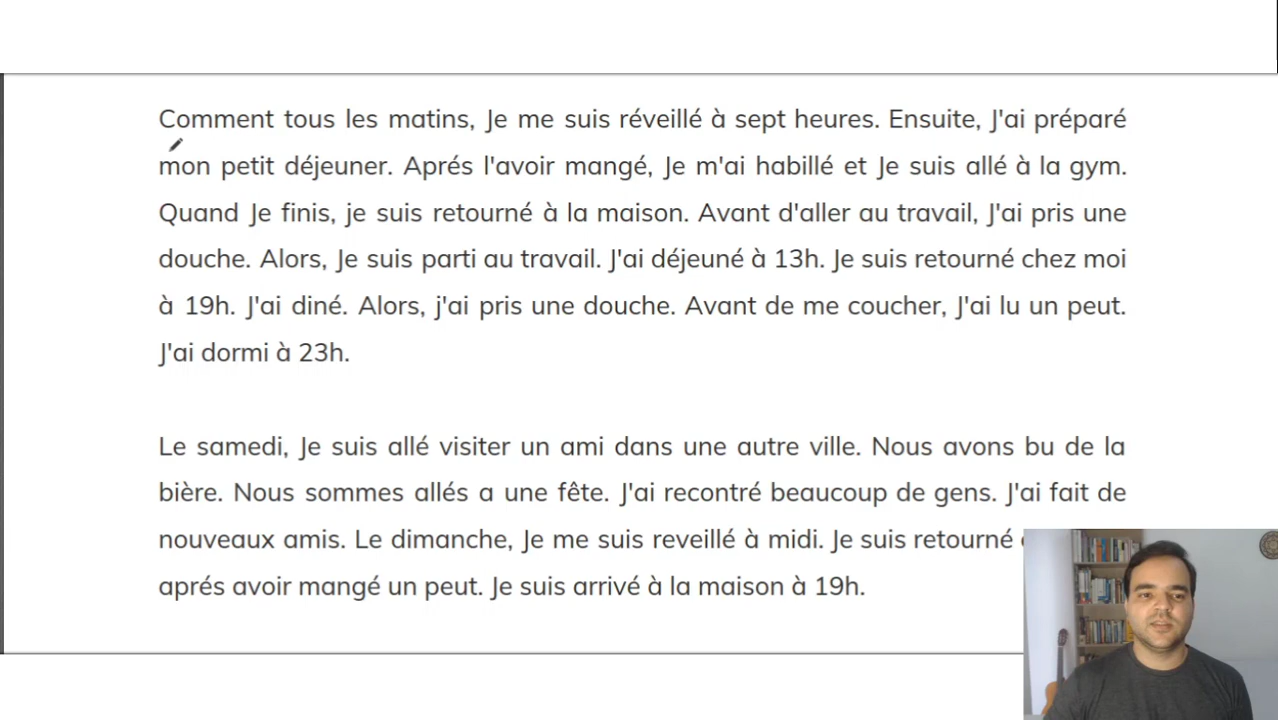 Comment tous les matins, Je me suis réveillé à sept heures. Ensuite, J'ai préparé
mon petit déjeuner. Aprés l'avoir mangé, Je m'ai habillé et Je suis allé à la gym.
Quand Je finis, je suis retourné à la maison. Avant d'aller au travail, J'ai pris une
douche. Alors, Je suis parti au travail. J'ai déjeuné à 13h. Je suis retourné chez moi
à 19h. J'ai diné. Alors, j'ai pris une douche. Avant de me coucher, J'ai lu un peut.
J'ai dormi à 23h.
Le samedi, Je suis allé visiter un ami dans une autre ville. Nous avons bu de la
bière. Nous sommes allés a une fête. J'ai recontré beaucoup de gens. J'ai fait de
nouveaux amis. Le dimanche, Je me suis reveillé à midi. Je suis retourné
aprés avoir mangé un peut. Je suis arrivé à la maison à 19h.